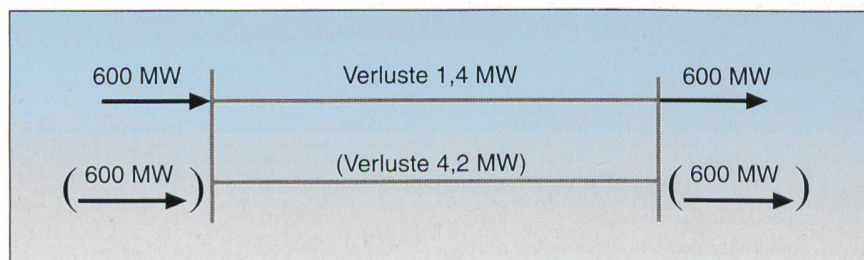 600 MW Verluste 1,4 MW 600 MW
(600 MW) (Verluste 4,2 MW) (600 MW)